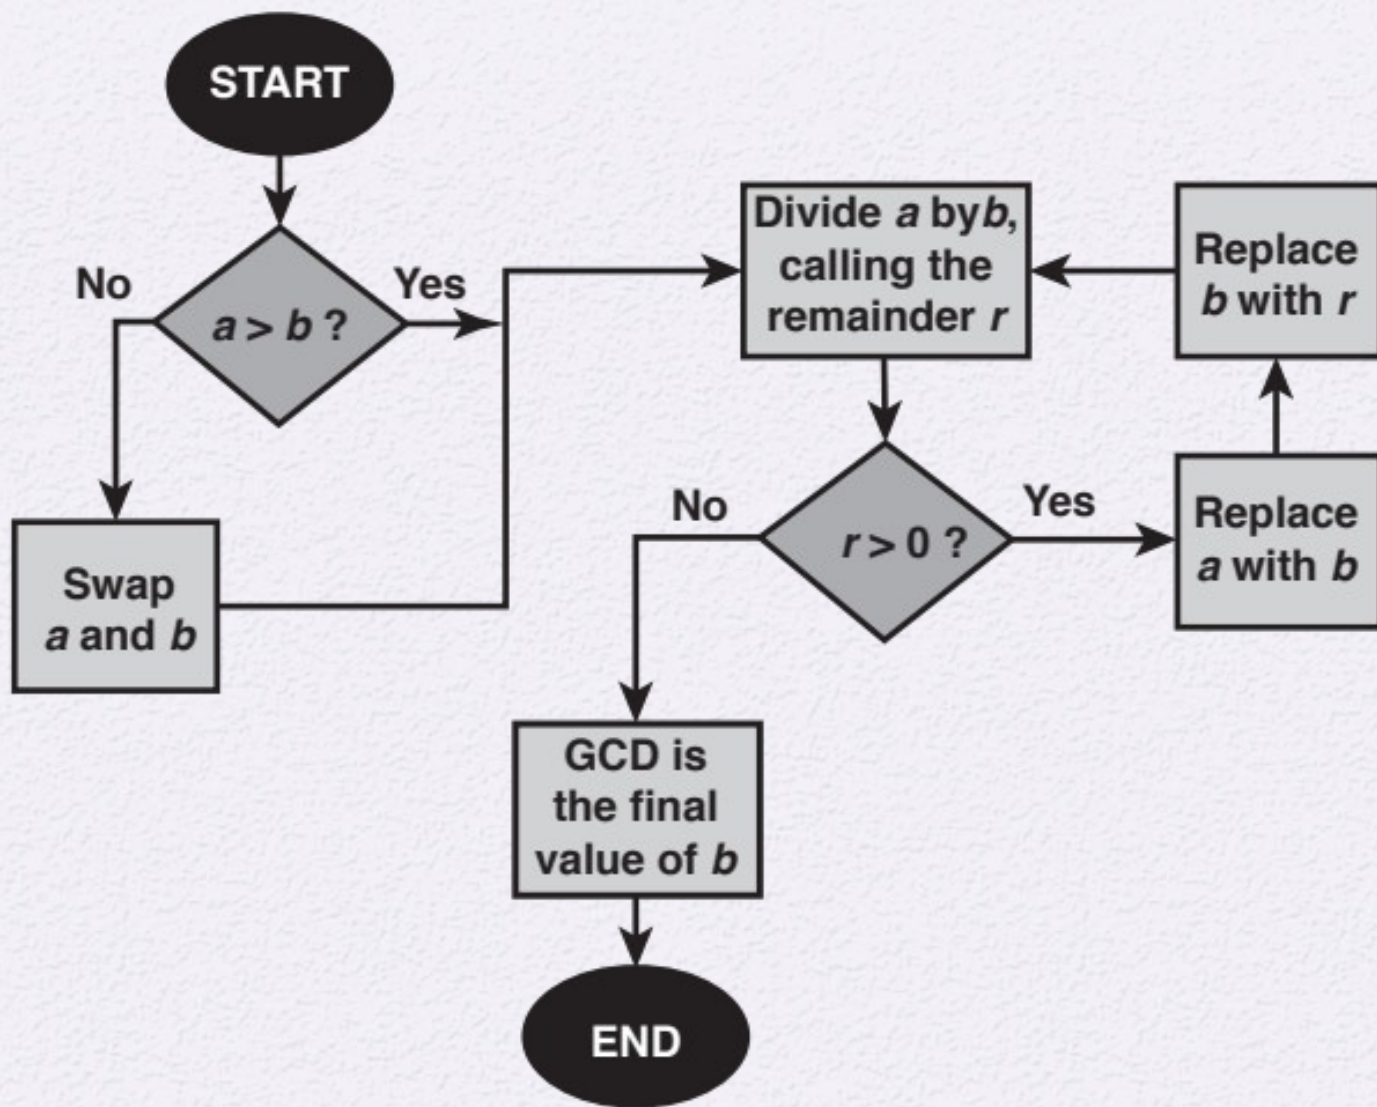 START
No
Yes
a > b ?
Swap
a and b
Divide a byb,
calling the
remainder r
Replace
b with r
No
Yes
r > 0 ?
Replace
a with b
GCD is
the final
value of b
END